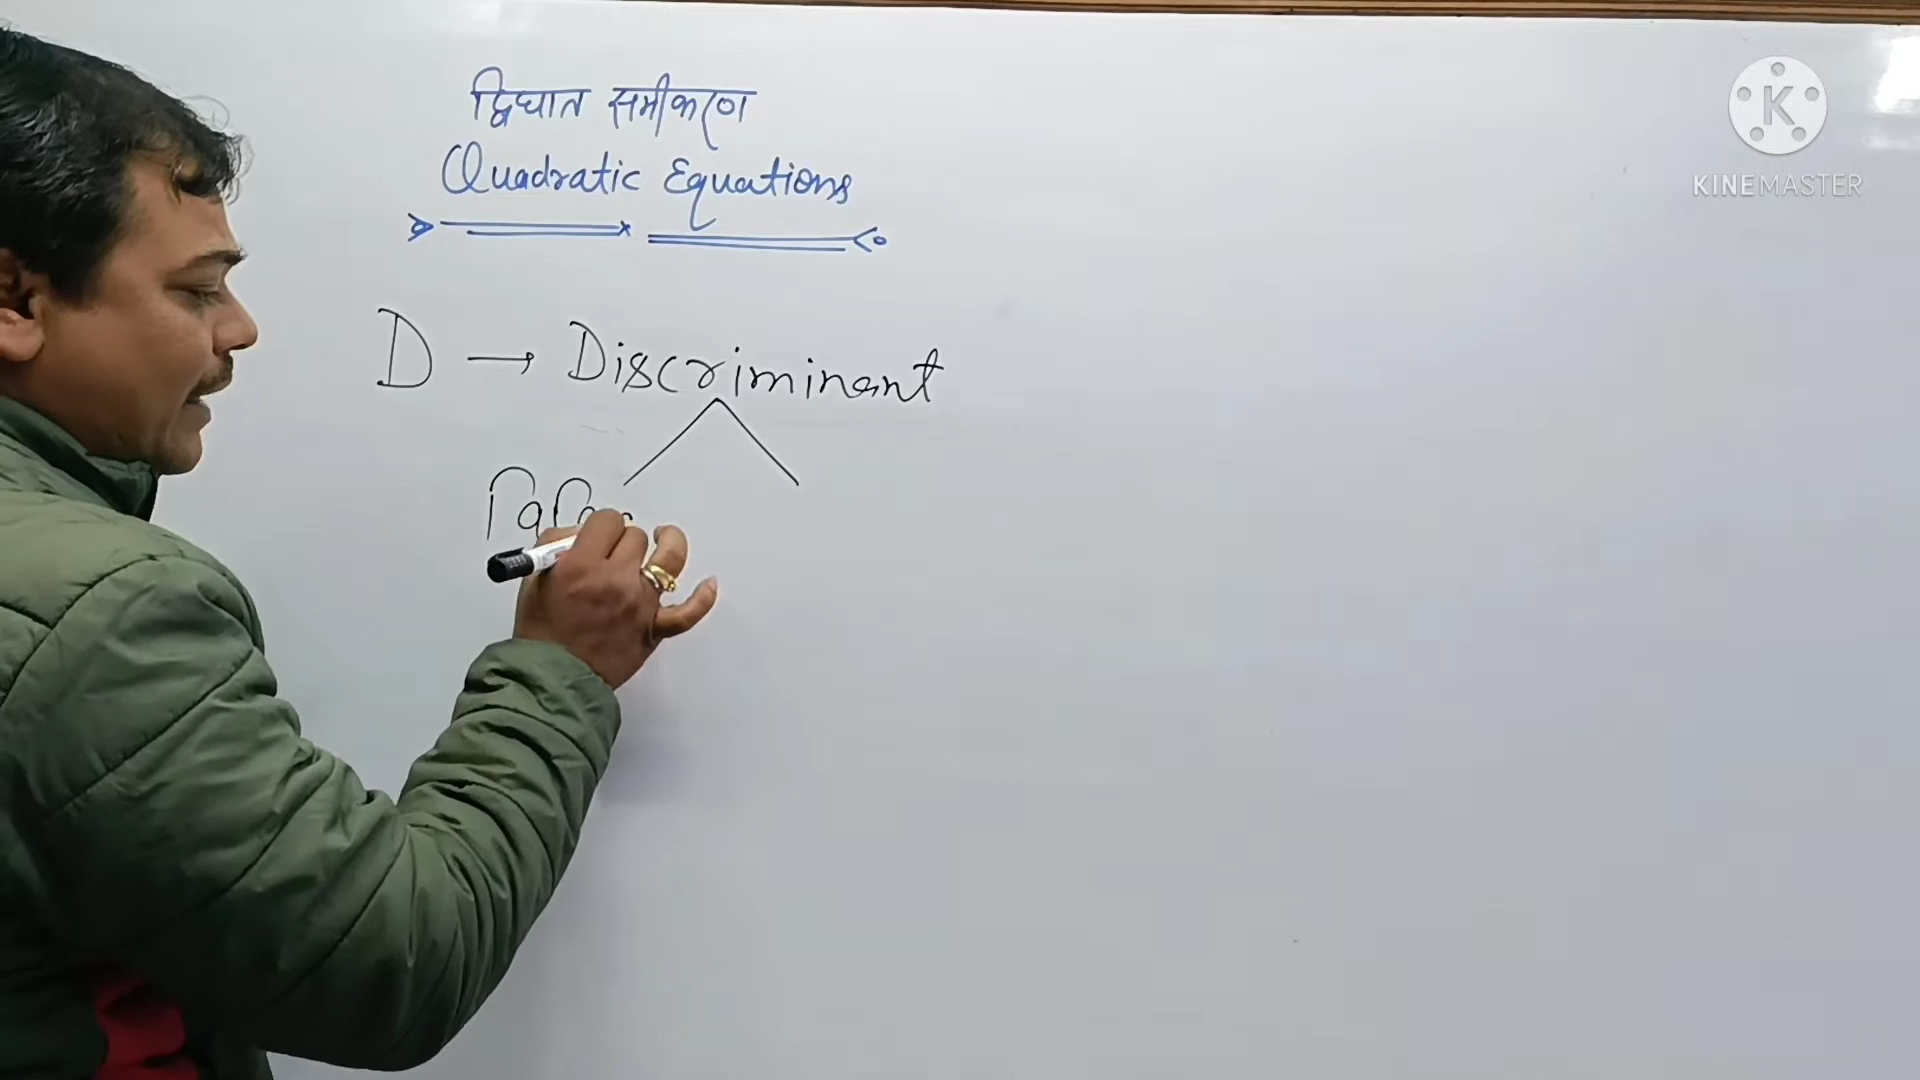 द्विघात समीकरण
Quadratic Equations
D → Discriminant
K
KINEMASTER